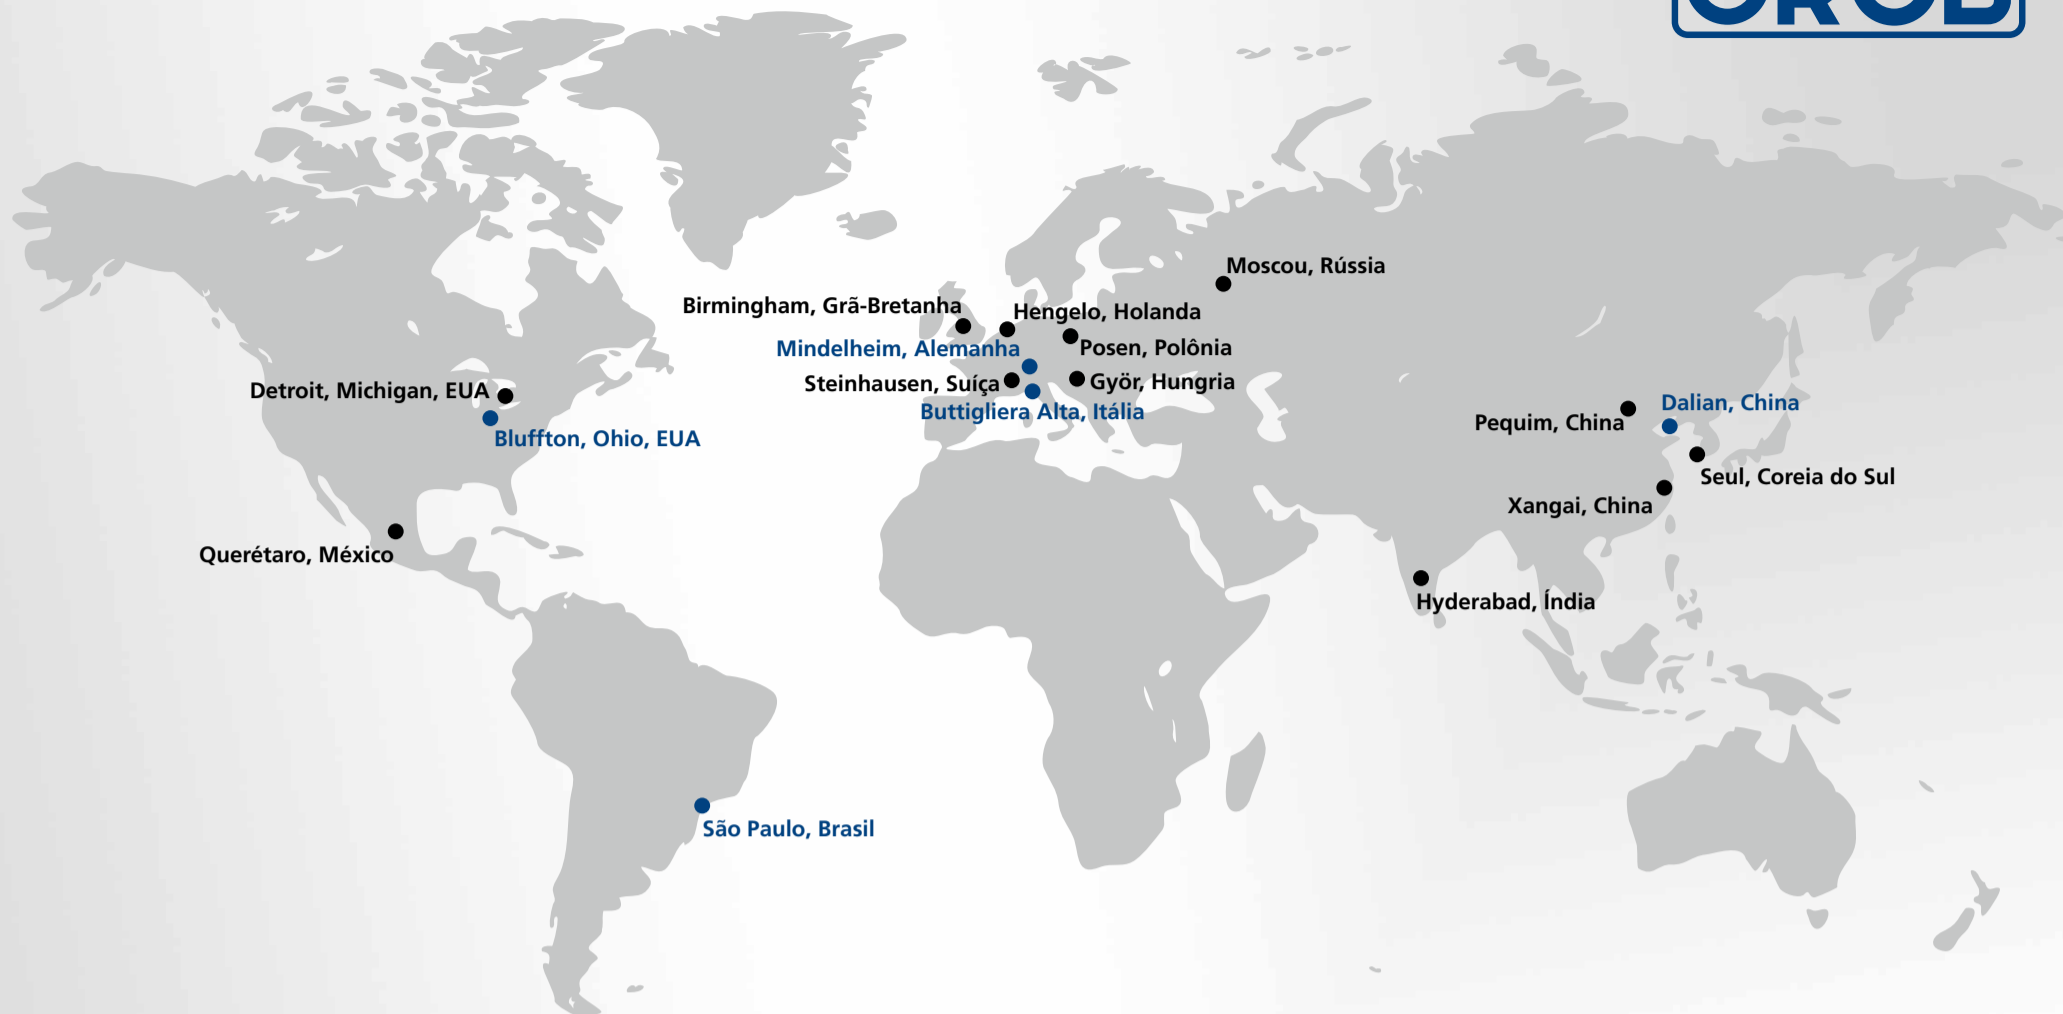 Moscou, Rússia
Birmingham, Grã-Bretanha
Hengelo, Holanda
Mindelheim, Alemanha
Posen, Polônia
Steinhausen, Suíça
Györ, Hungria
Buttigliera Alta, Itália
Detroit, Michigan, EUA
Bluffton, Ohio, EUA
Dalian, China
Pequim, China
Seul, Coreia do Sul
Xangai, China
Querétaro, México
Hyderabad, Índia
São Paulo, Brasil